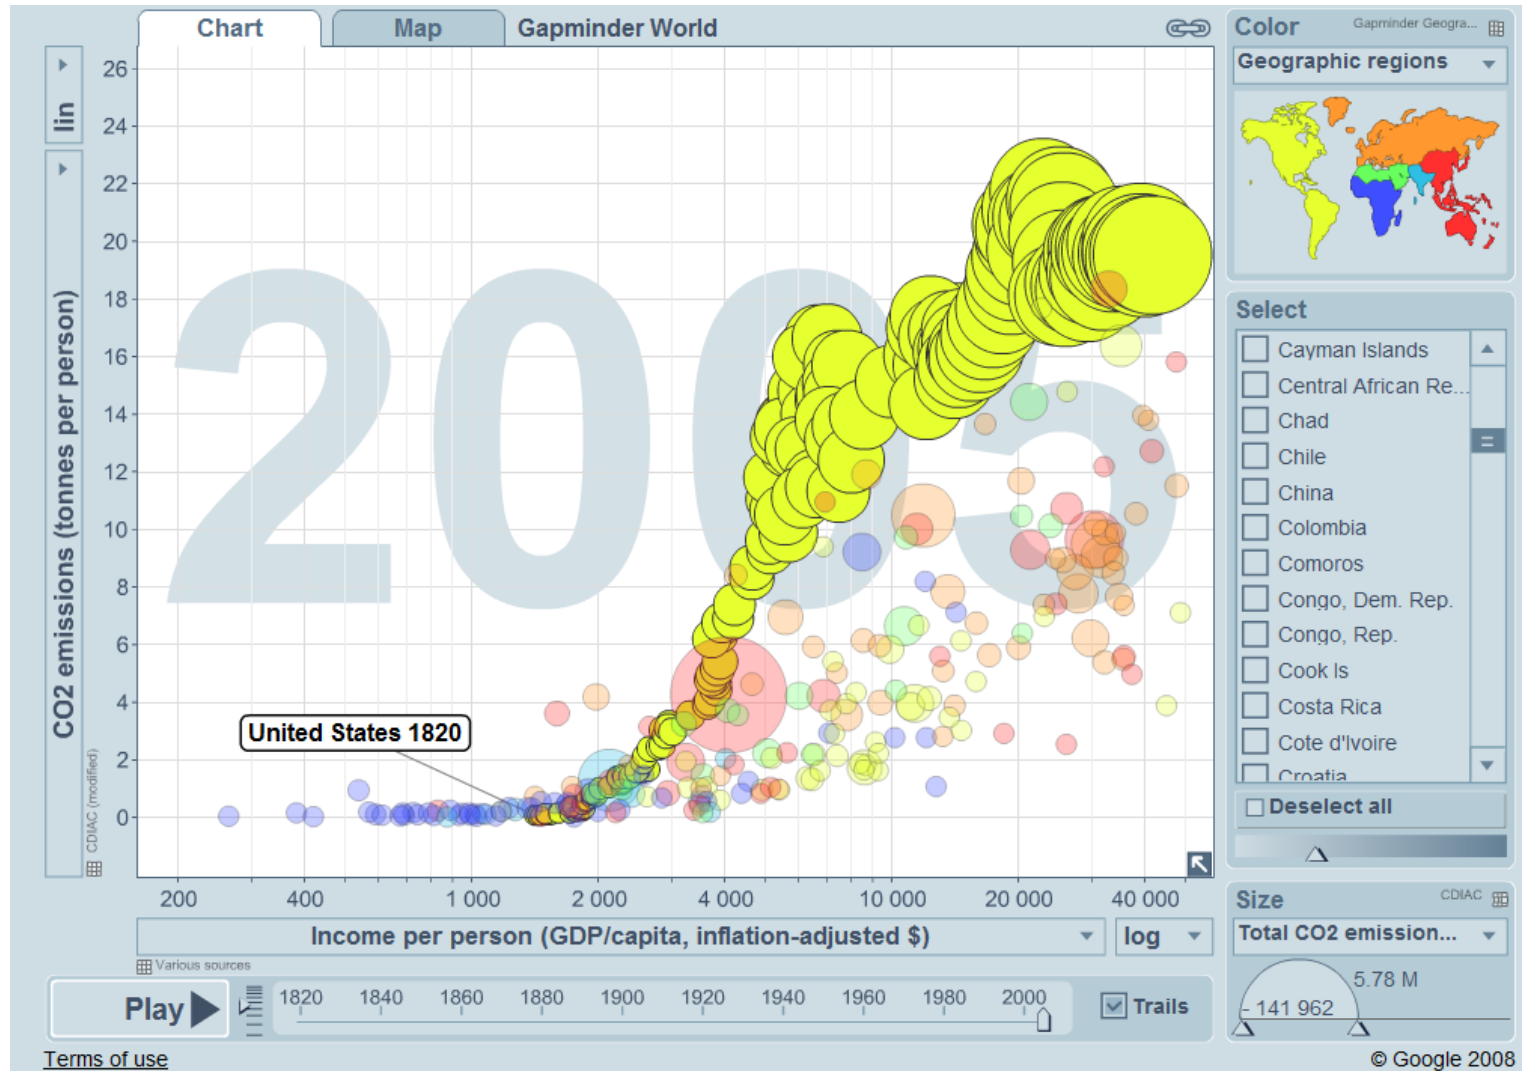 Chart
Map
Gapminder World
Color
Gapminder Geogra...
Geographic regions
lin
CO2 emissions (tonnes per person)
CDIAC (modified)
26
24
22
20
18
16
14
12
10
8
6
4
2
0
2005
United States 1820
200
400
1 000
2 000
4 000
10 000
20 000
40 000
Income per person (GDP/capita, inflation-adjusted $)
log
Various sources
Select
Cayman Islands
Central African Re...
Chad
Chile
China
Colombia
Comoros
Congo, Dem. Rep.
Congo, Rep.
Cook Is
Costa Rica
Cote d'Ivoire
Croatia
Deselect all
Size
CDIAC
Total CO2 emission...
5.78 M
- 141 962
Play
1820
1840
1860
1880
1900
1920
1940
1960
1980
2000
Trails
Terms of use
© Google 2008